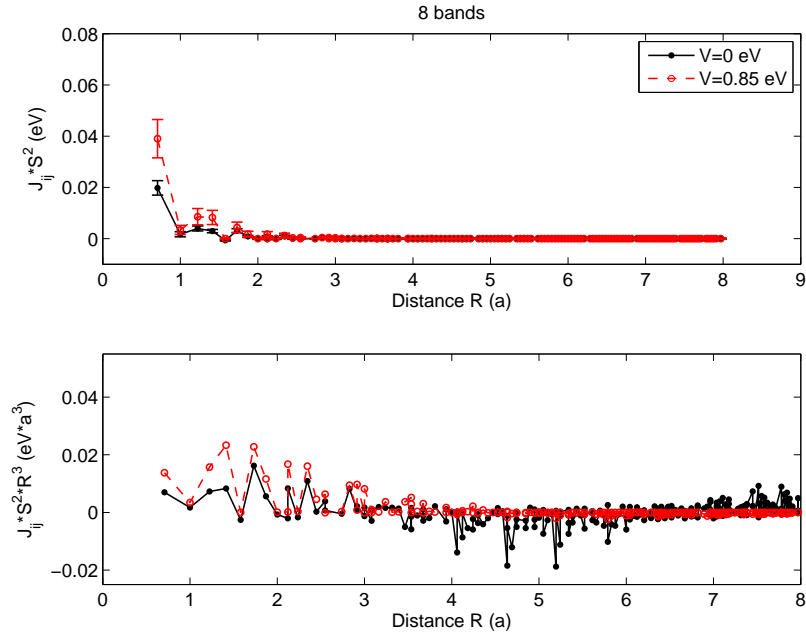 8 bands
0.08
0.06
0.04
0.02
0
−0.02
J_ij*S^2 (eV)
V=0 eV
V=0.85 eV
0 1 2 3 4 5 6 7 8 9
Distance R (a)
0.04
0.02
0
−0.02
J_ij*S^2*R^3 (eV*a^3)
0 1 2 3 4 5 6 7 8
Distance R (a)